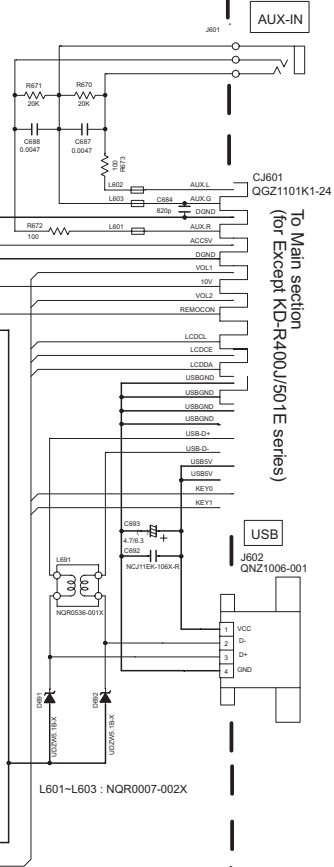 AUX-IN
J601
R671
20K
R670
20K
C688
0.0047
C687
0.0047
100
R673
CJ601
QGZ1101K1-24
L602
AUX.L
L603
C684
AUX.G
820p
DGND
R672
100
L601
AUX.R
ACC5V
DGND
VOL1
10V
VOL2
REMOCON
LCDCL
LCDCE
LCDDA
USBGND
USBGND
USBGND
USBGND
USB-D+
USB-D-
USB5V
USB5V
KEY0
KEY1
To Main section
(for Except KD-R400J/501E series)
C693
4.7/6.3
+
C692
NCJ11EK-106X-R
USB
J602
QNZ1006-001
L691
NQR0536-001X
1 VCC
2 D-
3 D+
4 GND
D691
UDZW5.1B-X
D692
UDZW5.1B-X
L601~L603 : NQR0007-002X